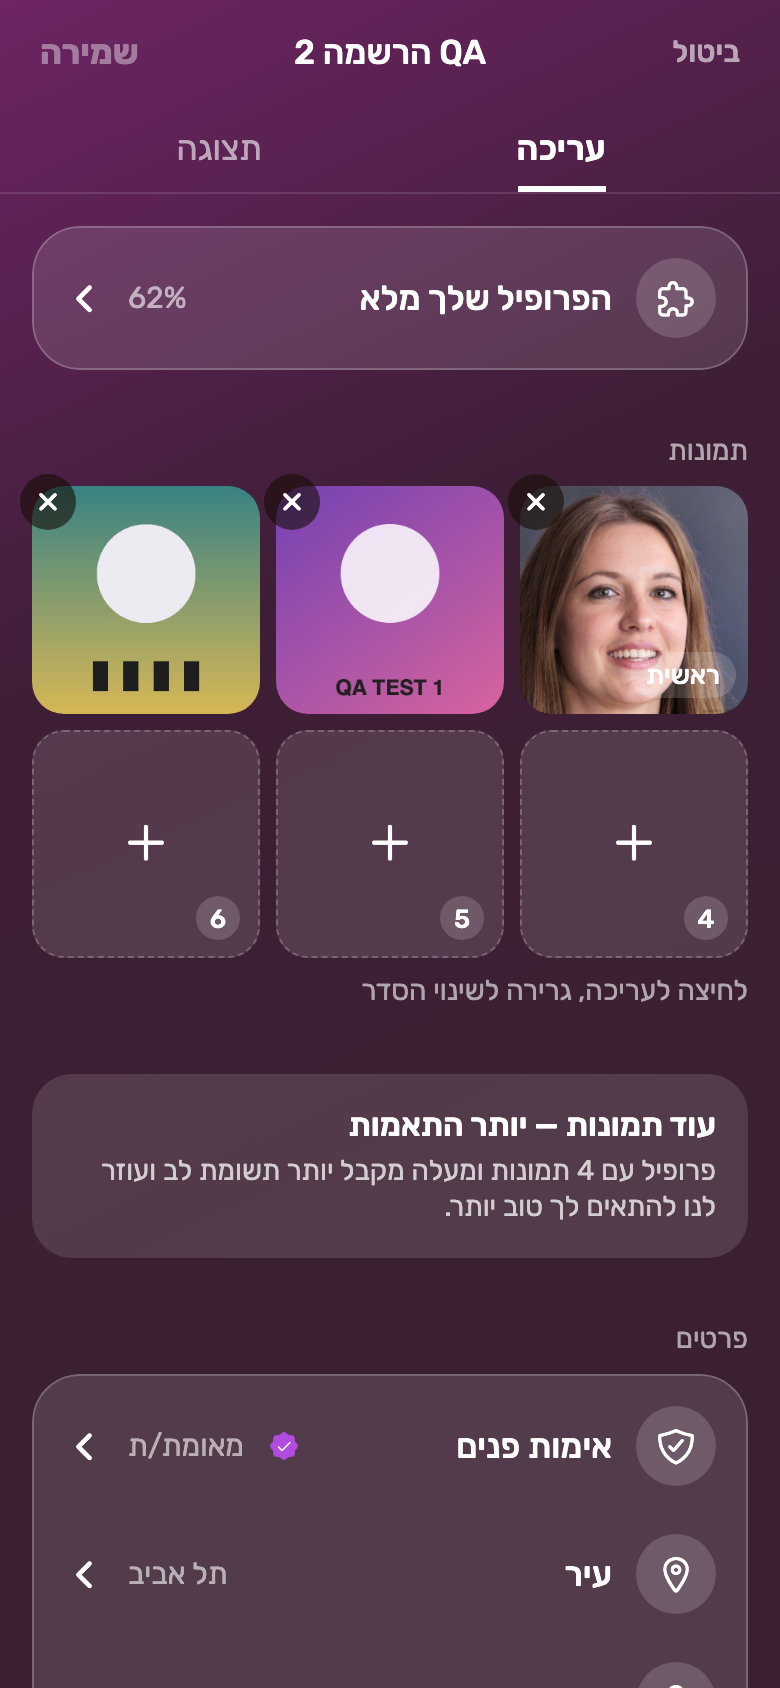 ביטול
QA הרשמה 2
שמירה
עריכה
תצוגה
הפרופיל שלך מלא
62%
תמונות
ראשית
QA TEST 1
4
5
6
לחיצה לעריכה, גרירה לשינוי הסדר
עוד תמונות – יותר התאמות
פרופיל עם 4 תמונות ומעלה מקבל יותר תשומת לב ועוזר
לנו להתאים לך טוב יותר.
פרטים
אימות פנים
מאומת/ת
עיר
תל אביב